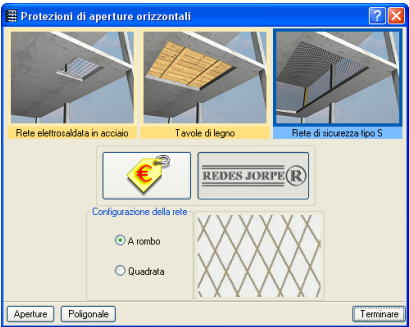 Protezioni di aperture orizzontali
Rete elettrosaldata in acciaio
Tavole di legno
Rete di sicurezza tipo S
€
REDES JORPE R
Configurazione della rete
A rombo
Quadrata
Aperture
Poligonale
Terminare